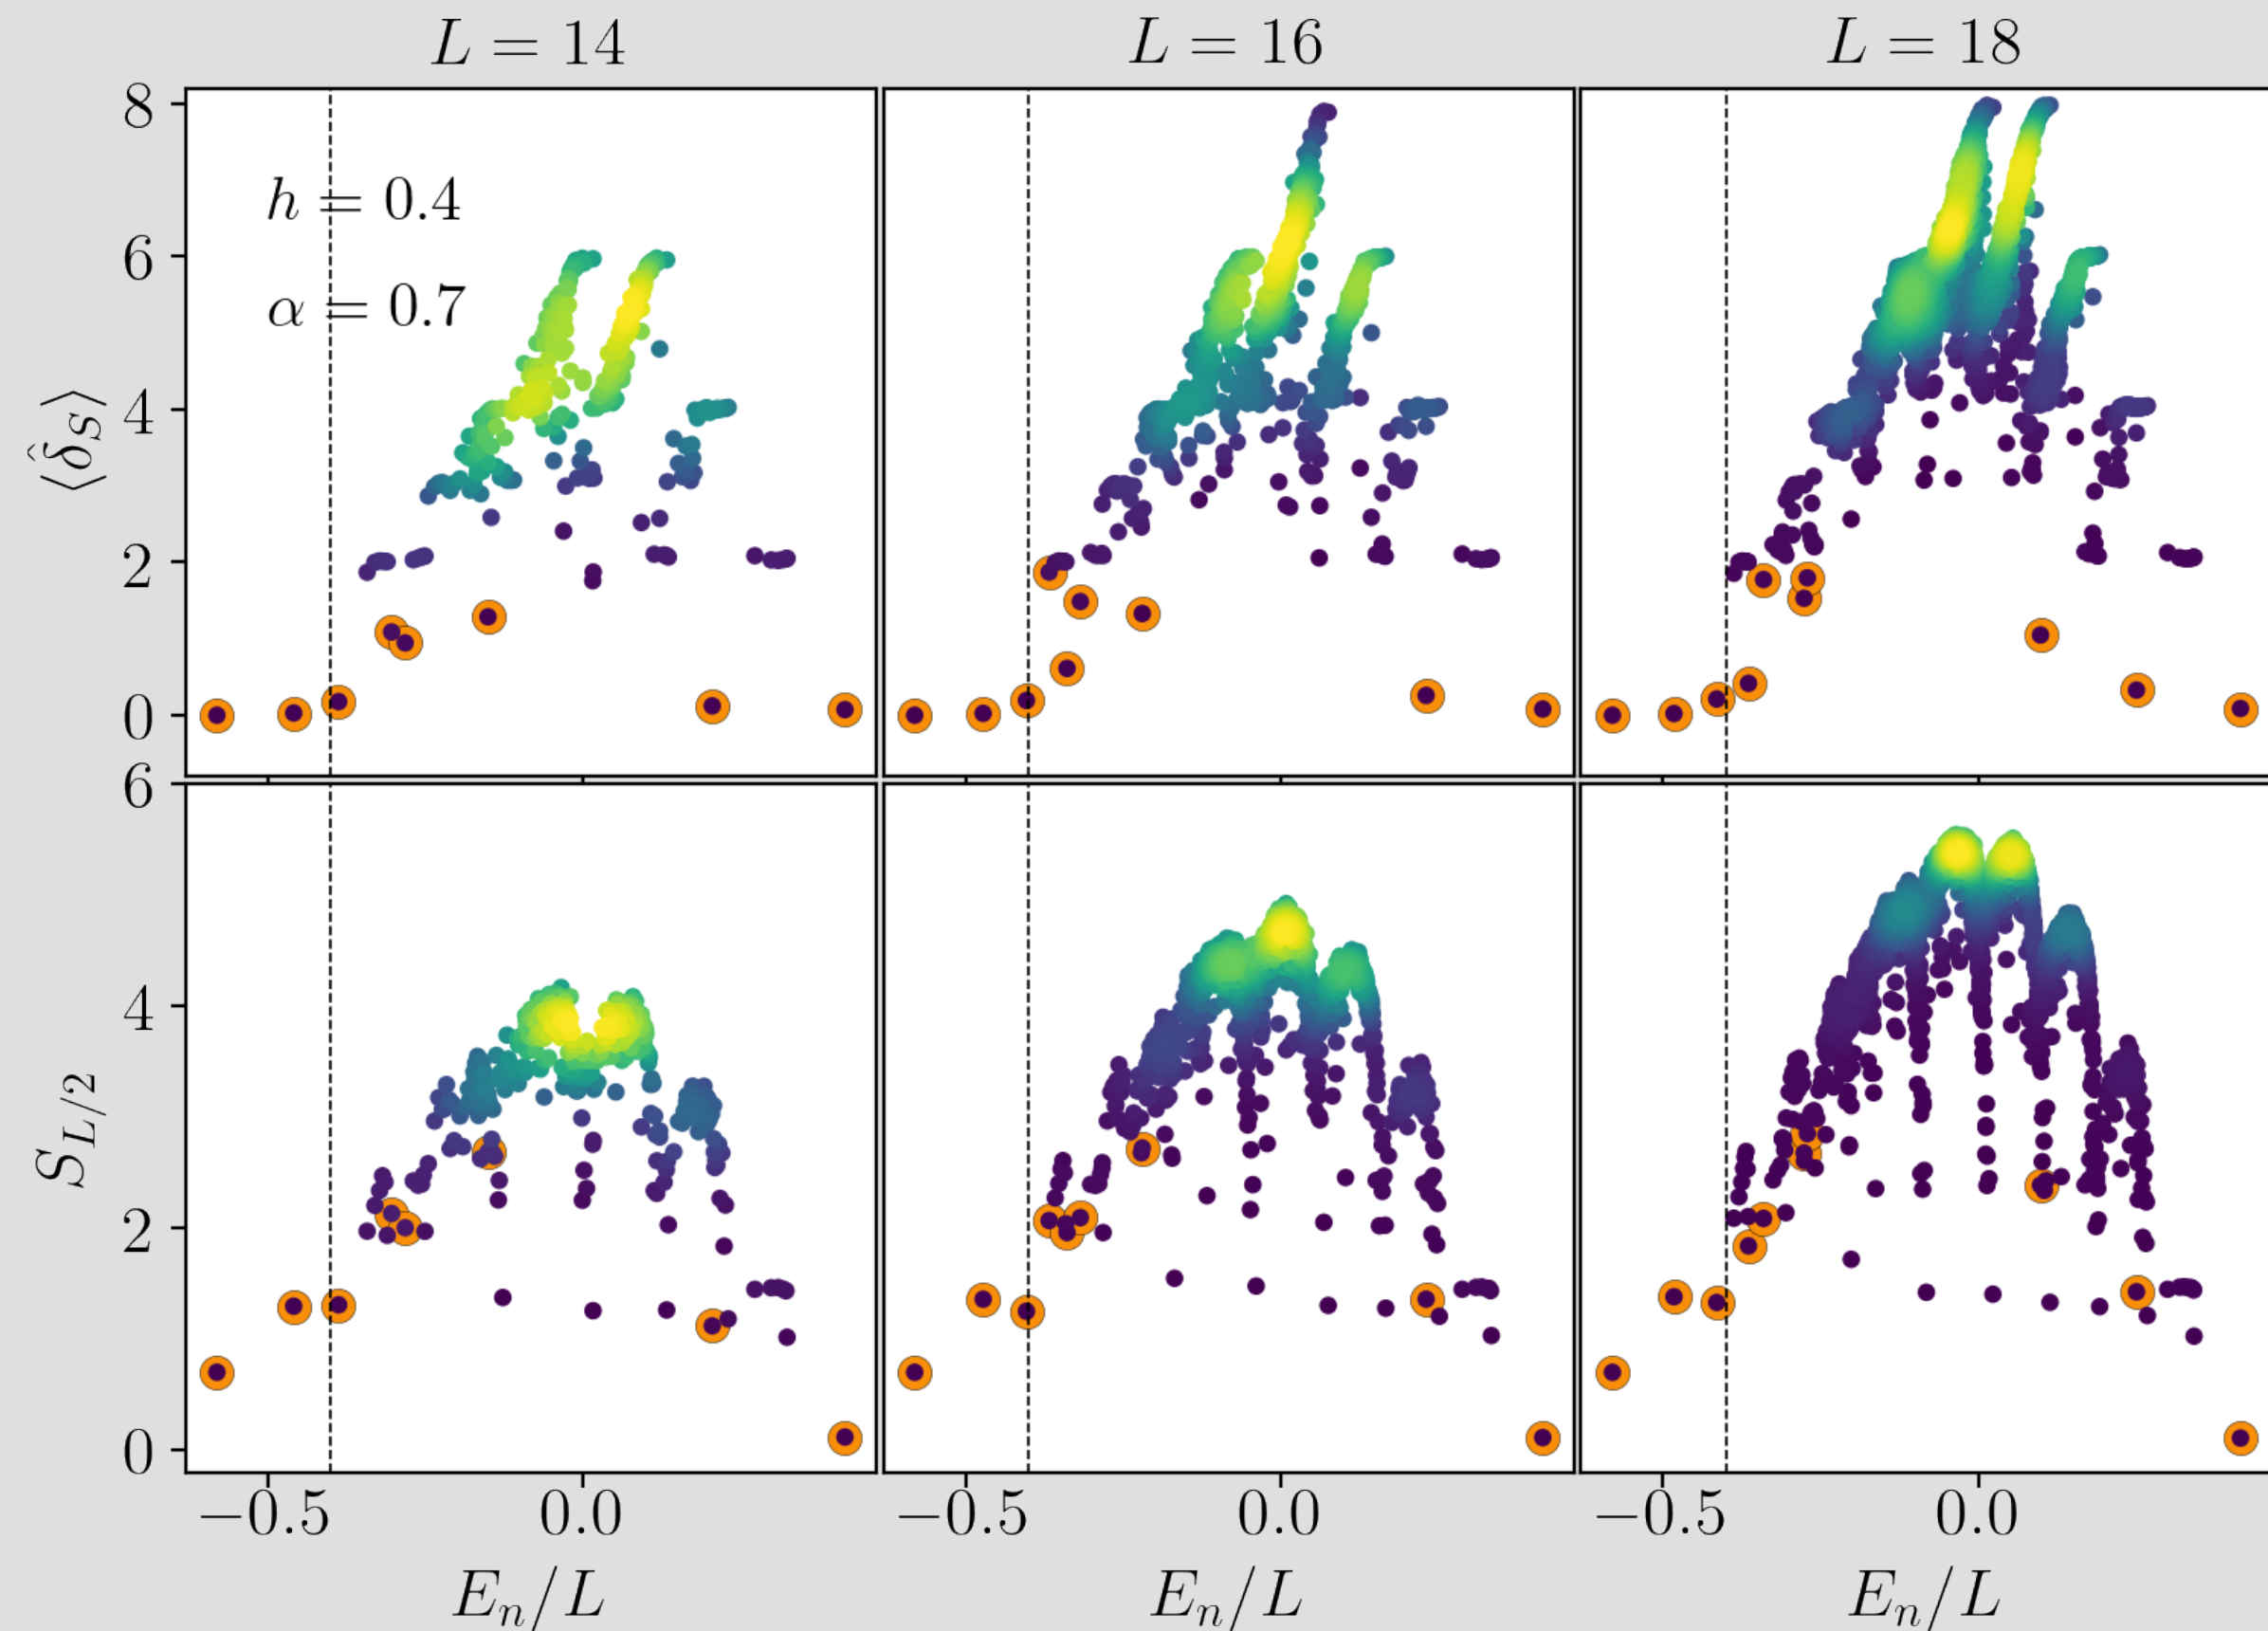 L = 14
L = 16
L = 18
8
6
4
2
0
⟨δ̂_S⟩
h = 0.4
α = 0.7
6
4
2
0
S_{L/2}
−0.5 0.0
−0.5 0.0
−0.5 0.0
E_n/L
E_n/L
E_n/L